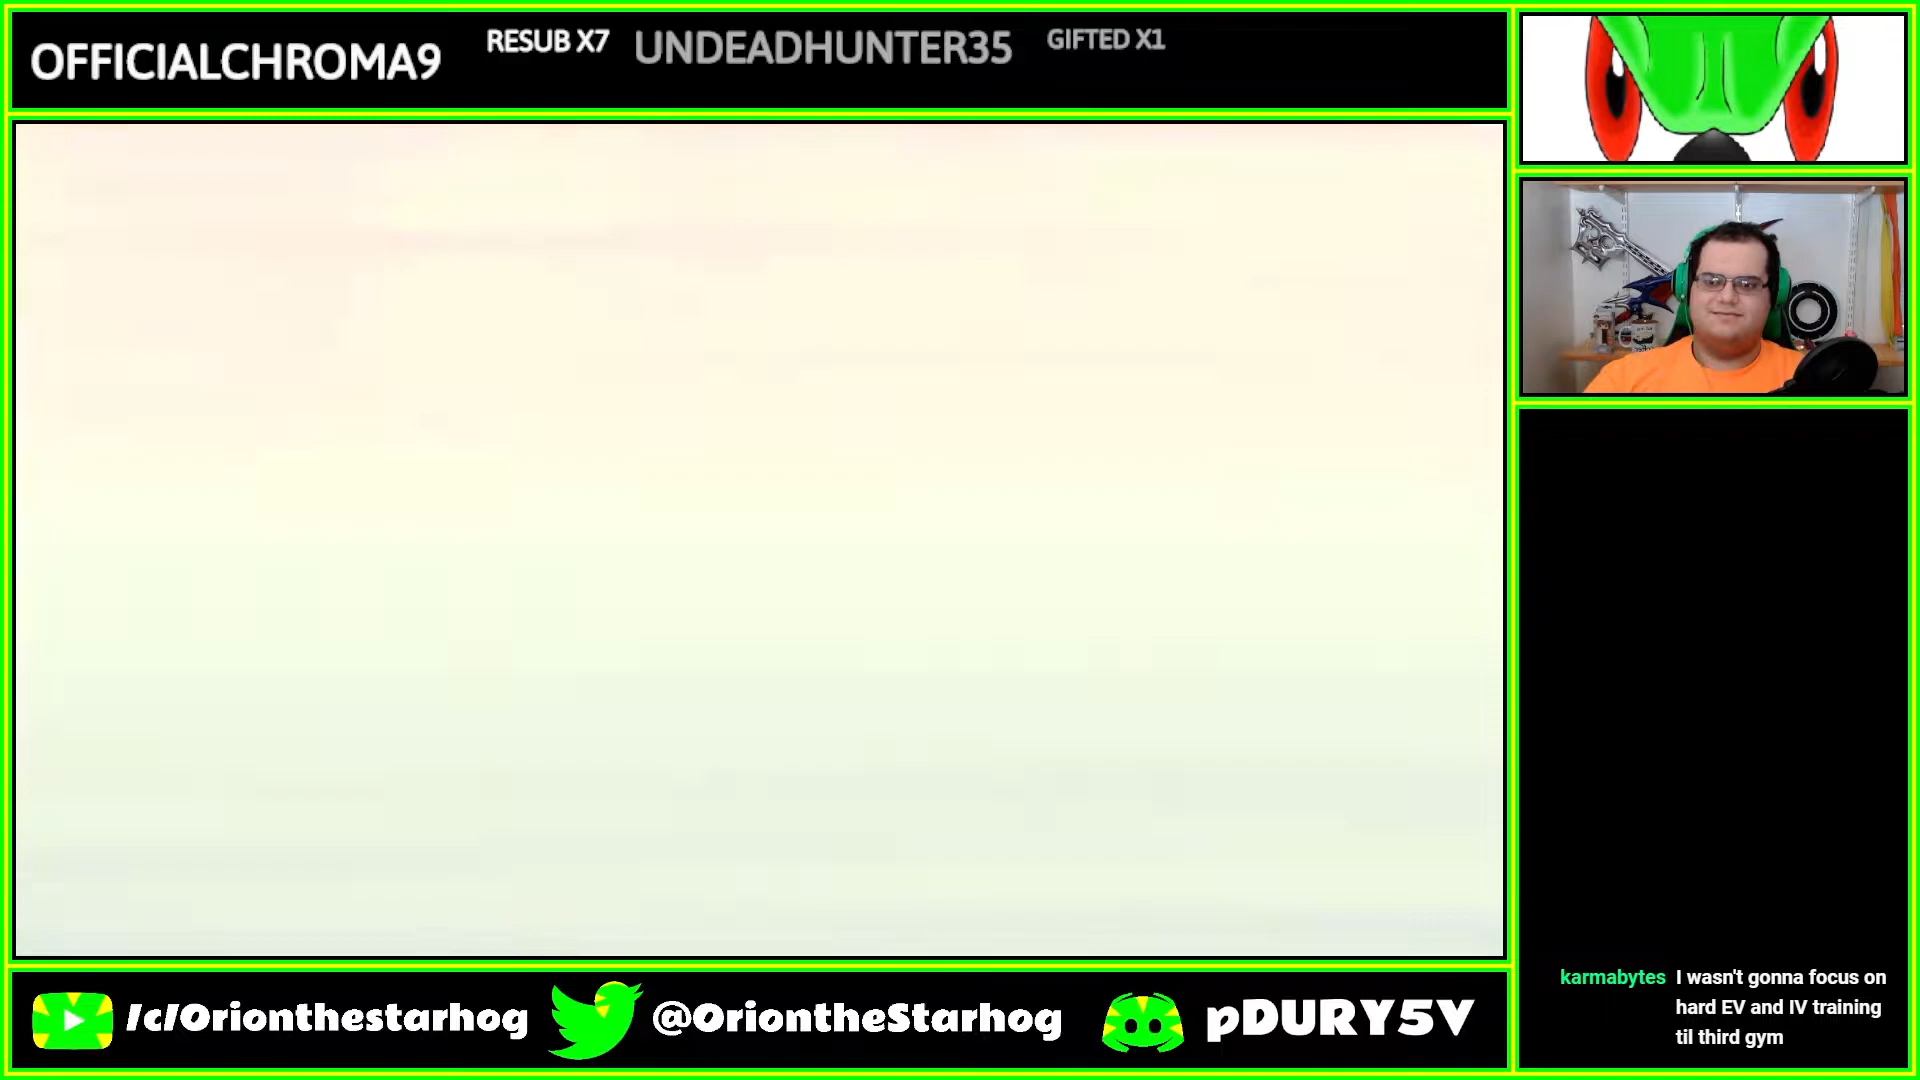 OFFICIALCHROMA9 RESUB X7 UNDEADHUNTER35 GIFTED X1
karmabytes I wasn't gonna focus on
hard EV and IV training
til third gym
/c/Orionthestarhog @OriontheStarhog pDURY5V